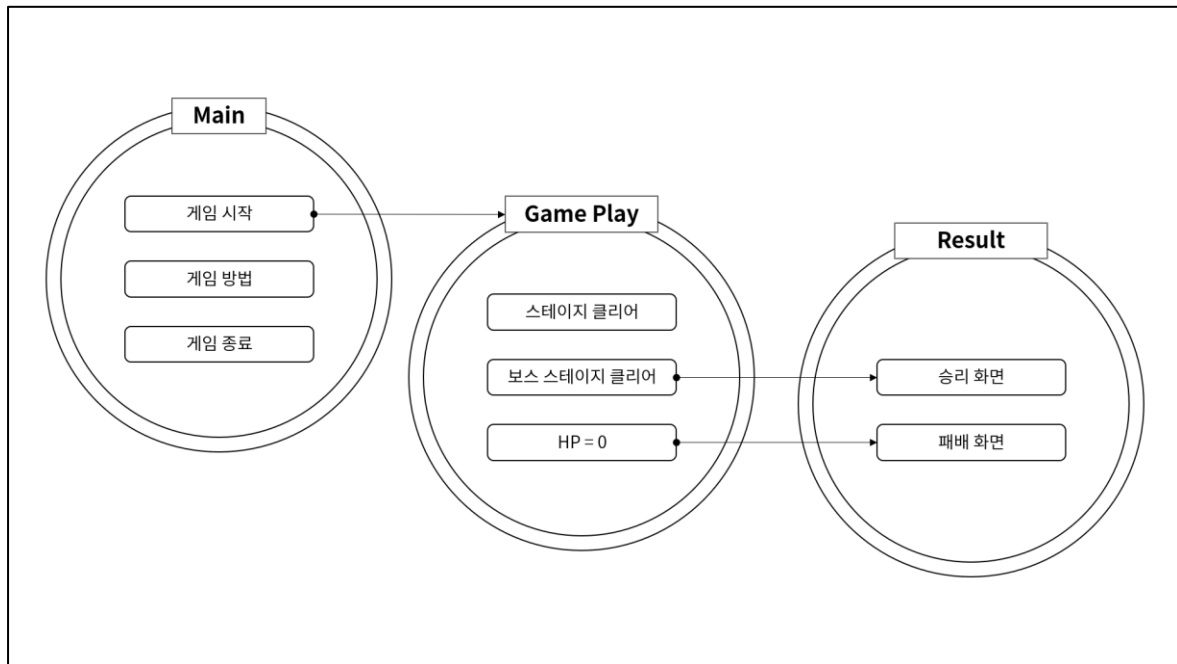 Main
게임 시작
게임 방법
게임 종료
Game Play
스테이지 클리어
보스 스테이지 클리어
HP = 0
Result
승리 화면
패배 화면